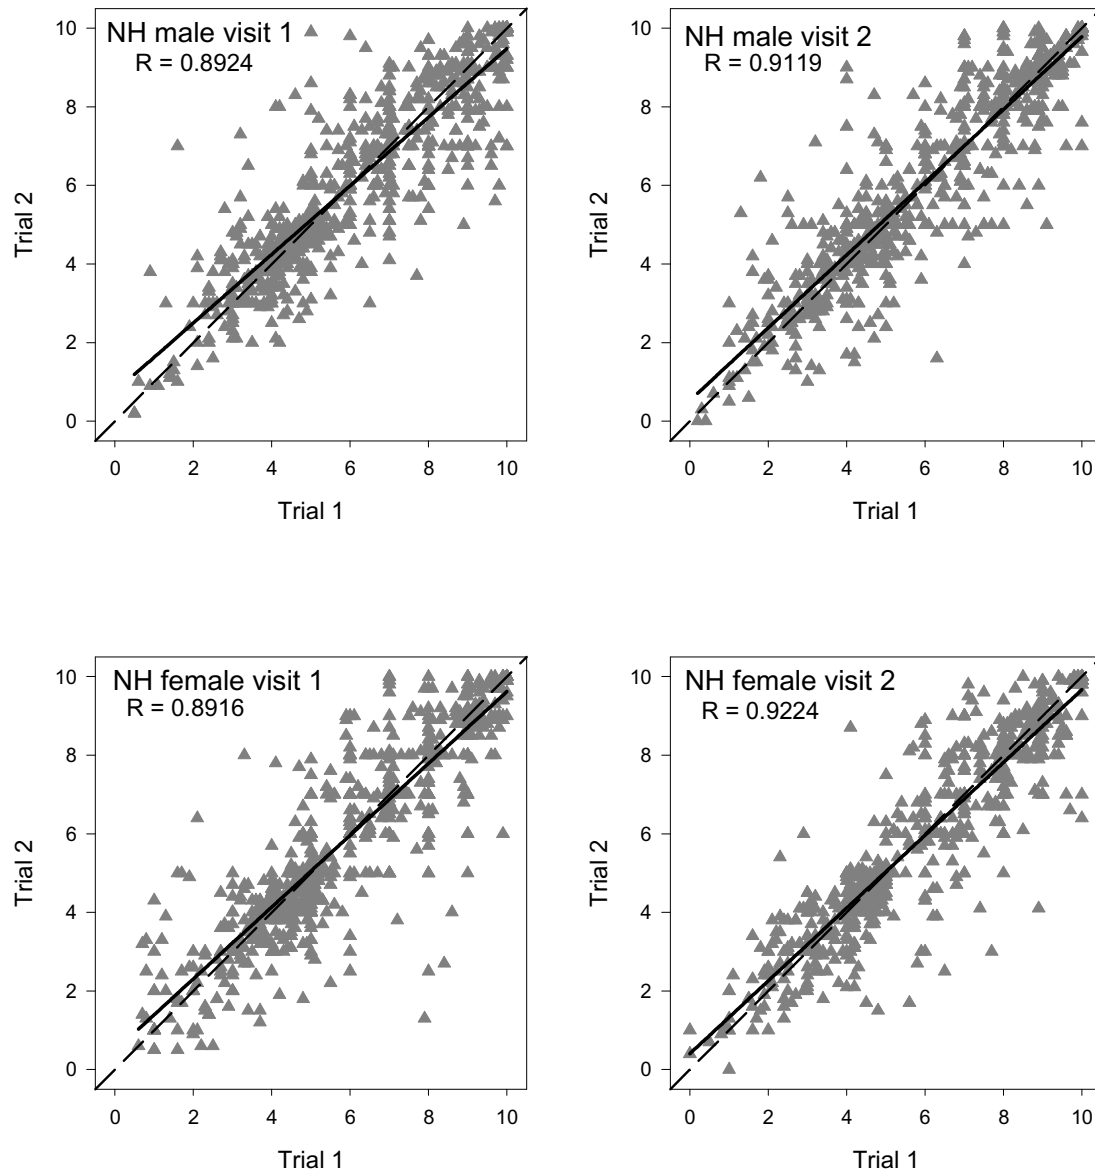 NH male visit 1
R = 0.8924
10
8
6
4
2
0
Trial 2
0 2 4 6 8 10
Trial 1
NH male visit 2
R = 0.9119
10
8
6
4
2
0
Trial 2
0 2 4 6 8 10
Trial 1
NH female visit 1
R = 0.8916
10
8
6
4
2
0
Trial 2
0 2 4 6 8 10
Trial 1
NH female visit 2
R = 0.9224
10
8
6
4
2
0
Trial 2
0 2 4 6 8 10
Trial 1